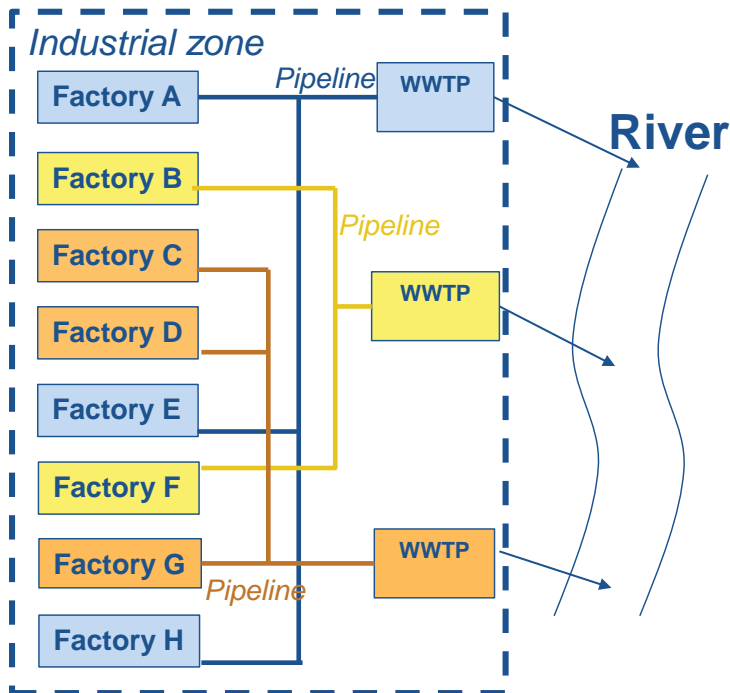 Industrial zone
Pipeline
WWTP
Factory A
River
Factory B
Pipeline
Factory C
WWTP
Factory D
Factory E
Factory F
WWTP
Factory G
Pipeline
Factory H